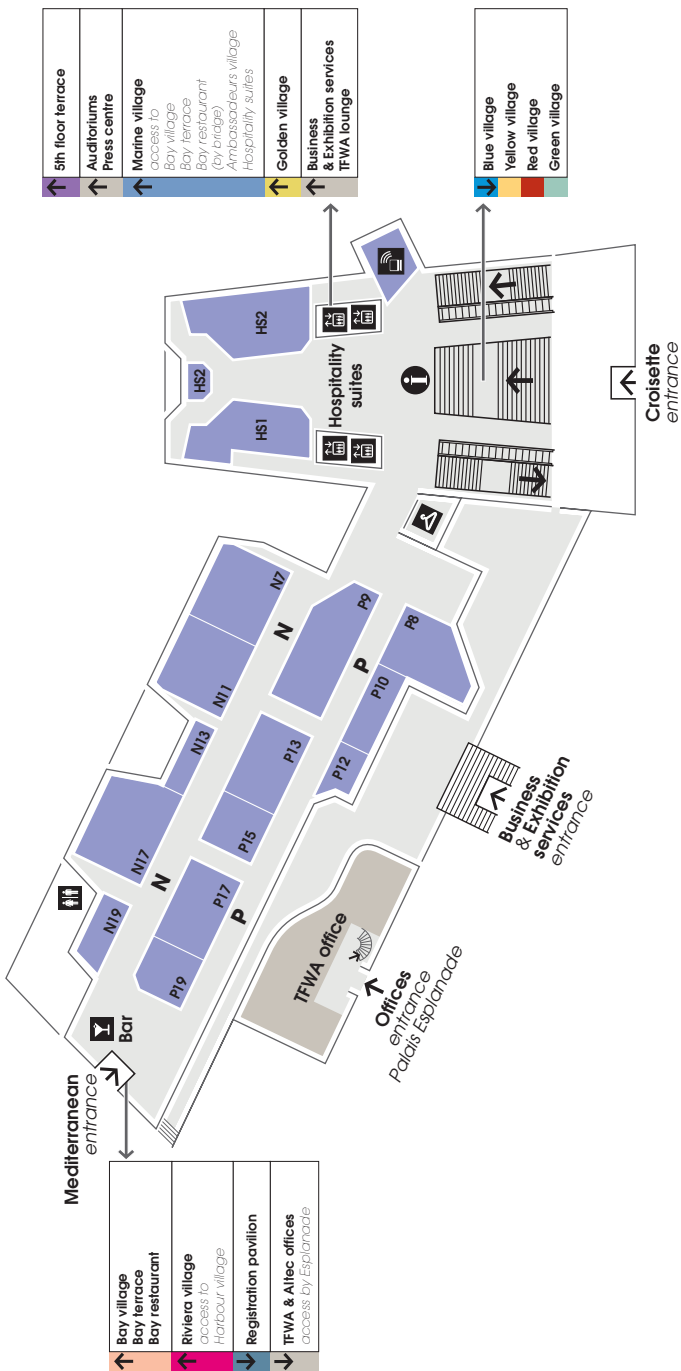 Bay village
Bay terrace
Bay restaurant
Riviera village
access to
Harbour village
Registration pavilion
TFWA & Altec offices
access by Esplanade
Mediterranean
entrance
Bar
N19
N17
N13
N11
N7
N
N
P19
P17
P15
P13
P9
P
P
P12
P10
P8
TFWA office
Offices
entrance
Palais Esplanade
Business
& Exhibition
services
entrance
HS1
HS2
HS2
Hospitality
suites
Croisette
entrance
5th floor terrace
Auditoriums
Press centre
Marine village
access to
Bay village
Bay terrace
Bay restaurant
(by bridge)
Ambassadeurs village
Hospitality suites
Golden village
Business
& Exhibition services
TFWA lounge
Blue village
Yellow village
Red village
Green village